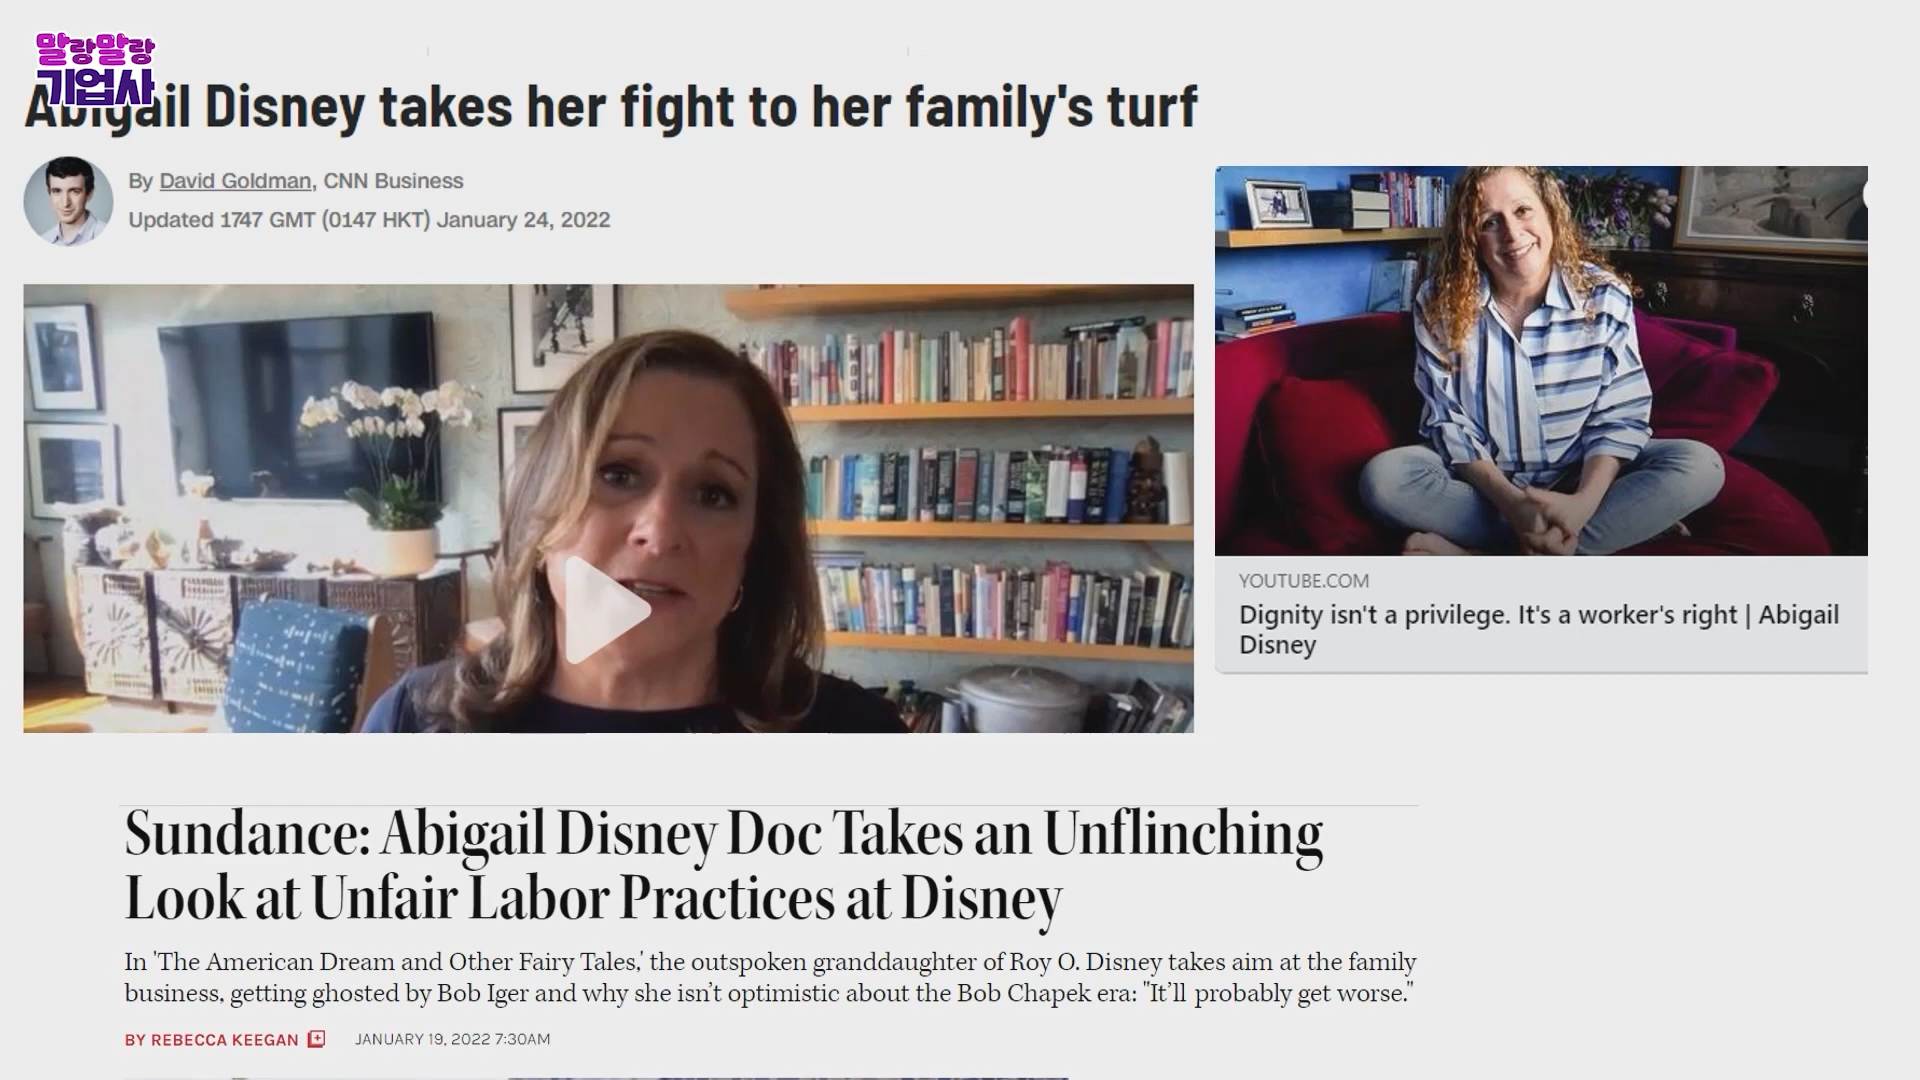 말랑말랑
기업사
Abigail Disney takes her fight to her family's turf
By David Goldman, CNN Business
Updated 1747 GMT (0147 HKT) January 24, 2022
YOUTUBE.COM
Dignity isn't a privilege. It's a worker's right | Abigail
Disney
Sundance: Abigail Disney Doc Takes an Unflinching
Look at Unfair Labor Practices at Disney
In 'The American Dream and Other Fairy Tales,' the outspoken granddaughter of Roy O. Disney takes aim at the family
business, getting ghosted by Bob Iger and why she isn’t optimistic about the Bob Chapek era: "It’ll probably get worse."
BY REBECCA KEEGAN
JANUARY 19, 2022 7:30AM